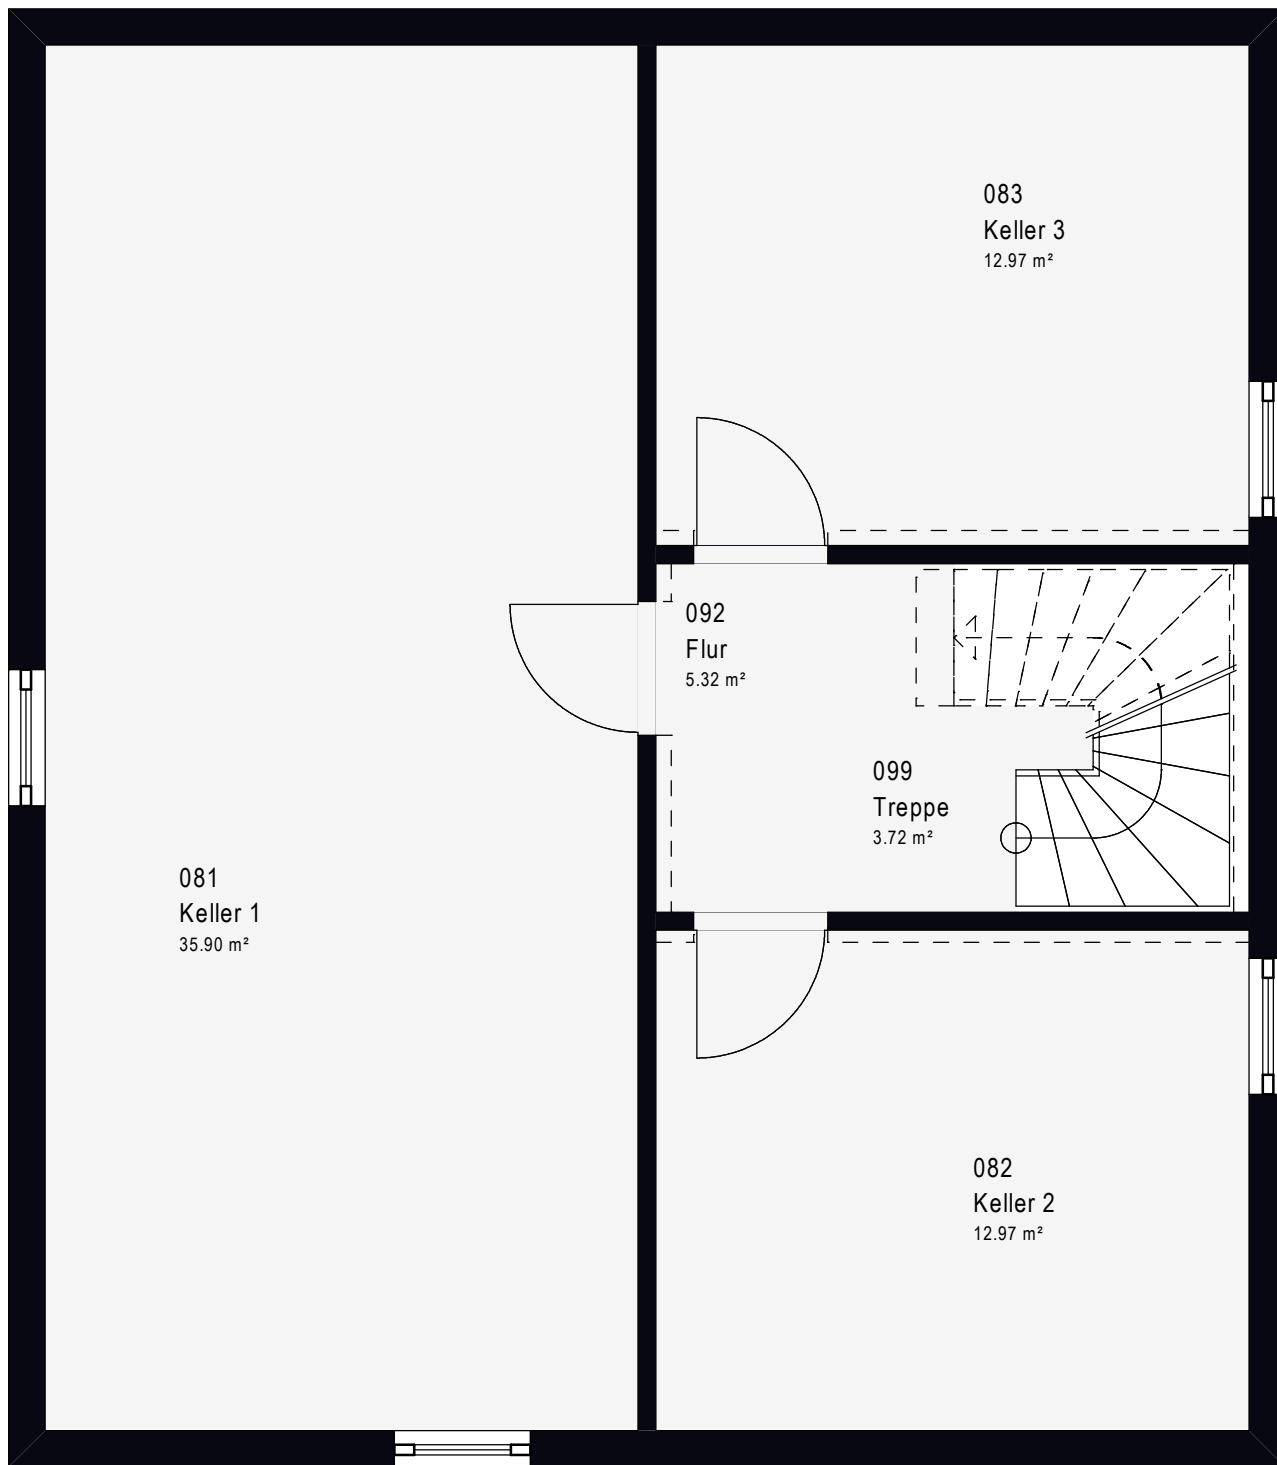 083
Keller 3
12.97 m²
092
Flur
5.32 m²
099
Treppe
3.72 m²
081
Keller 1
35.90 m²
082
Keller 2
12.97 m²